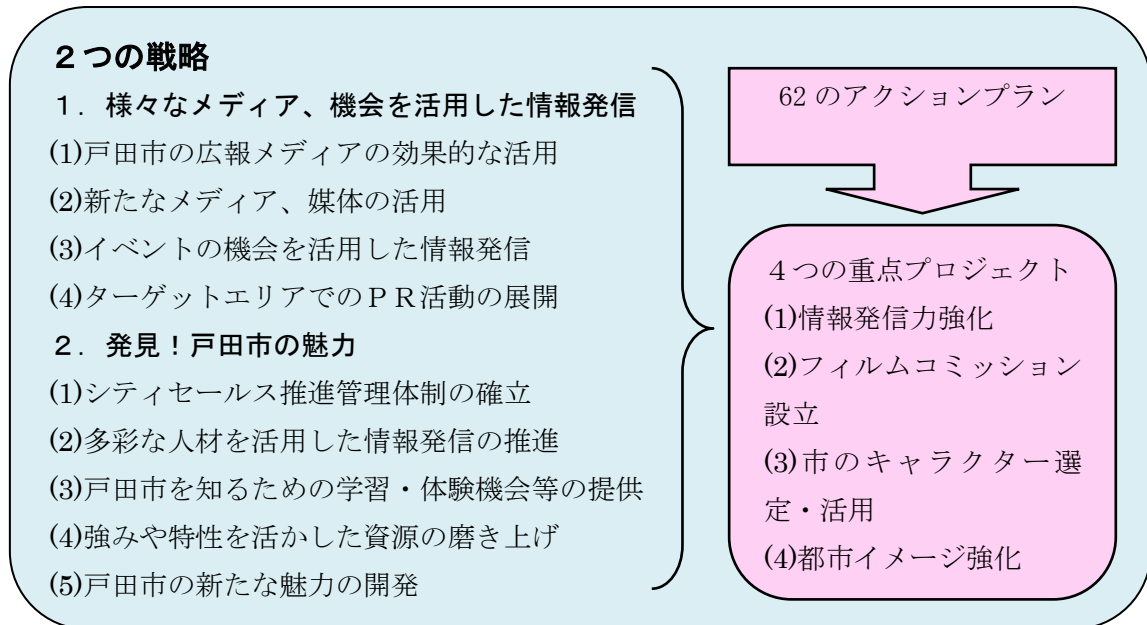 ２つの戦略
１．様々なメディア、機会を活用した情報発信
(1)戸田市の広報メディアの効果的な活用
(2)新たなメディア、媒体の活用
(3)イベントの機会を活用した情報発信
(4)ターゲットエリアでのＰＲ活動の展開
２．発見！戸田市の魅力
(1)シティセールス推進管理体制の確立
(2)多彩な人材を活用した情報発信の推進
(3)戸田市を知るための学習・体験機会等の提供
(4)強みや特性を活かした資源の磨き上げ
(5)戸田市の新たな魅力の開発
62 のアクションプラン
４つの重点プロジェクト
(1)情報発信力強化
(2)フィルムコミッション
設立
(3)市のキャラクター選
定・活用
(4)都市イメージ強化